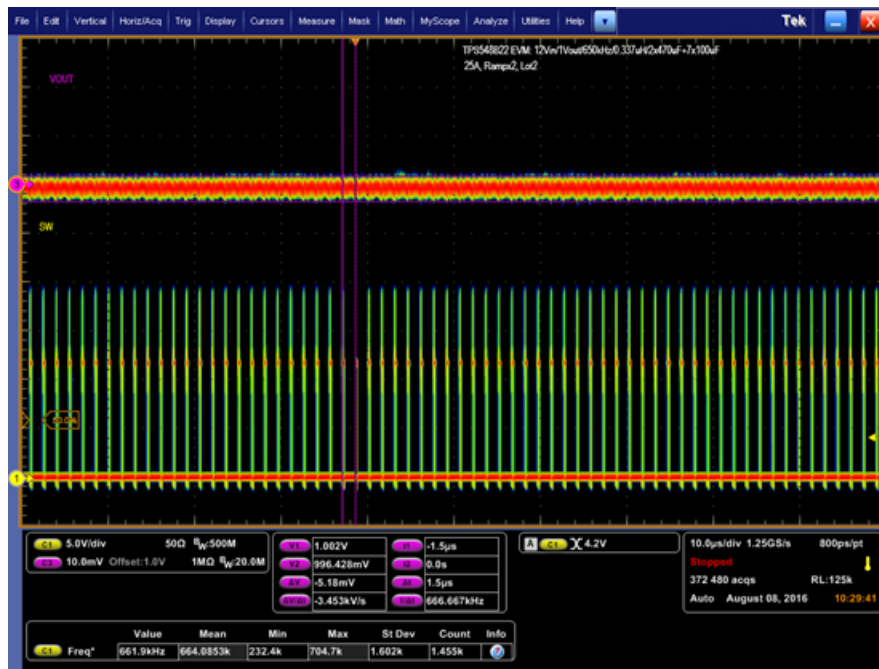 File Edit Vertical Horiz/Acq Trig Display Cursors Measure Mask Math MyScope Analyze Utilities Help Tek
TPS548B22 EVM: 12Vin/1Vout/650kHz/0.337uH/2x470uF+7x100uF
25A, Rampx2, Lot2
VOUT
3
SW
1
C1 5.0V/div 50Ω BW:500M
C3 10.0mV Offset:1.0V 1MΩ BW:20.0M
V1 1.002V t1 -1.5µs
V2 996.428mV t2 0.0s
ΔV -5.18mV Δt 1.5µs
ΔV/Δt -3.453kV/s 1/Δt 666.667kHz
A C1 4.2V
10.0µs/div 1.25GS/s 800ps/pt
Stopped
372 480 acqs RL:125k
Auto August 08, 2016 10:29:41
Value Mean Min Max St Dev Count Info
C1 Freq* 661.9kHz 664.0853k 232.4k 704.7k 1.602k 1.455k